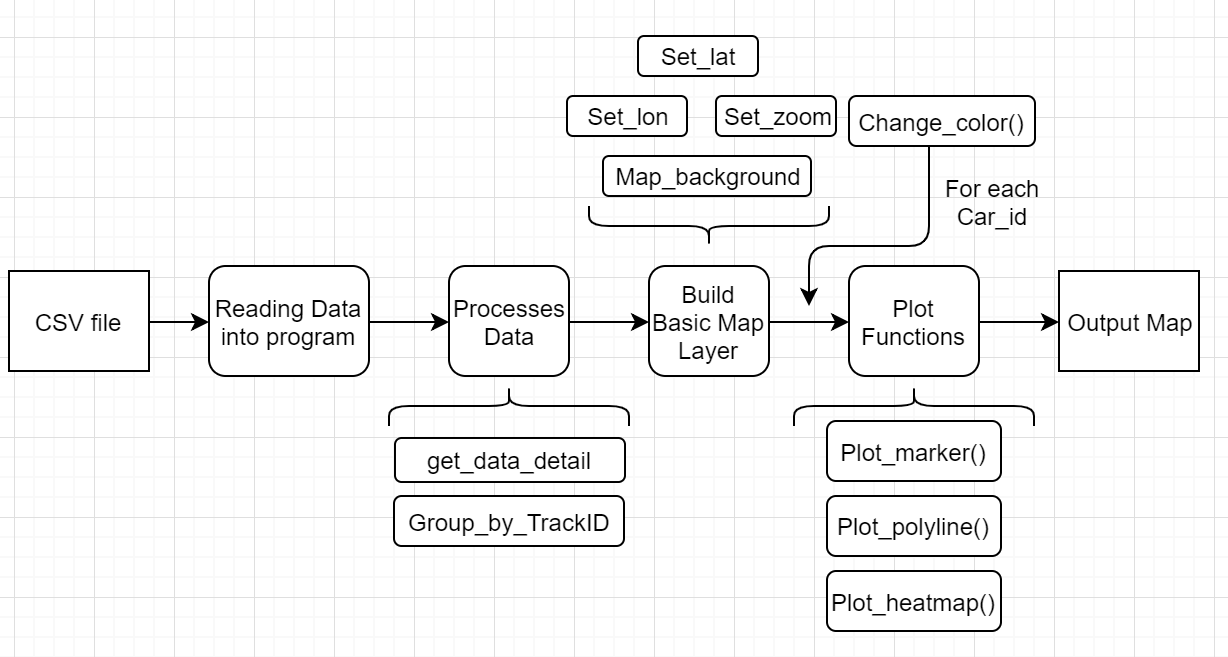 Set_lat
Set_lon
Set_zoom
Change_color()
Map_background
For each
Car_id
CSV file
Reading Data
into program
Processes
Data
Build
Basic Map
Layer
Plot
Functions
Output Map
get_data_detail
Group_by_TrackID
Plot_marker()
Plot_polyline()
Plot_heatmap()